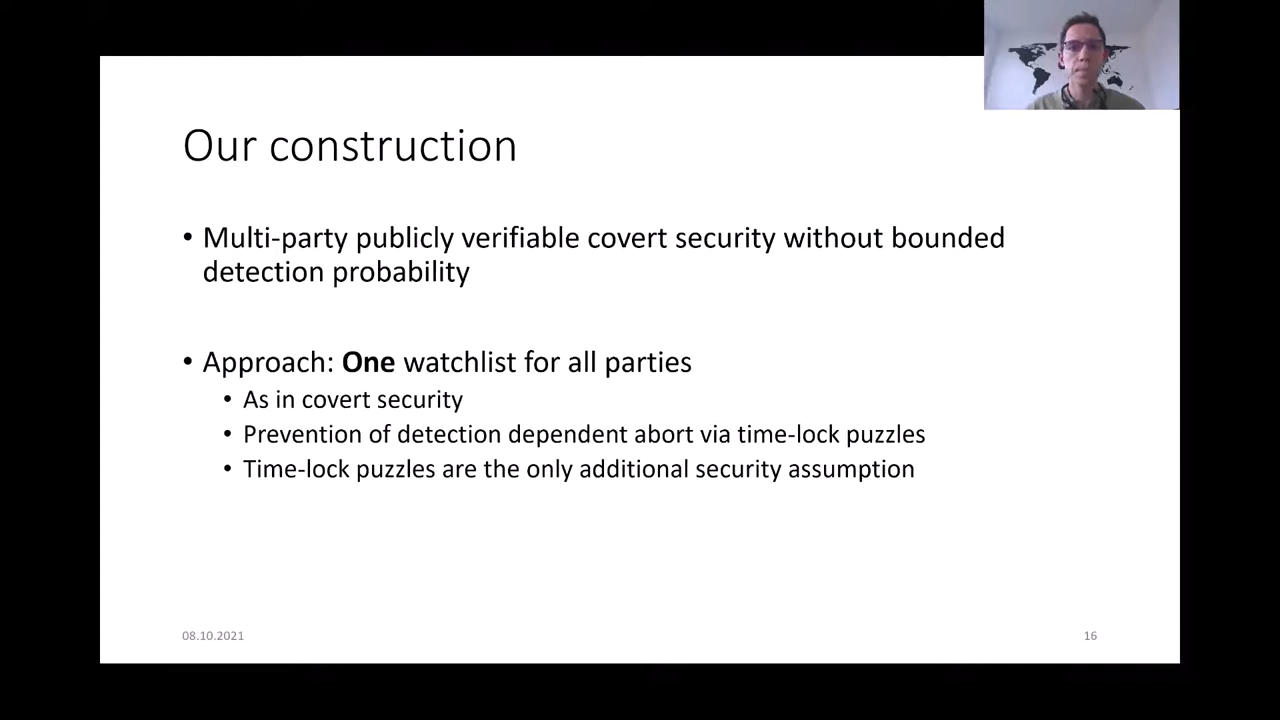 Our construction
• Multi-party publicly verifiable covert security without bounded
detection probability
• Approach: One watchlist for all parties
• As in covert security
• Prevention of detection dependent abort via time-lock puzzles
• Time-lock puzzles are the only additional security assumption
08.10.2021
16